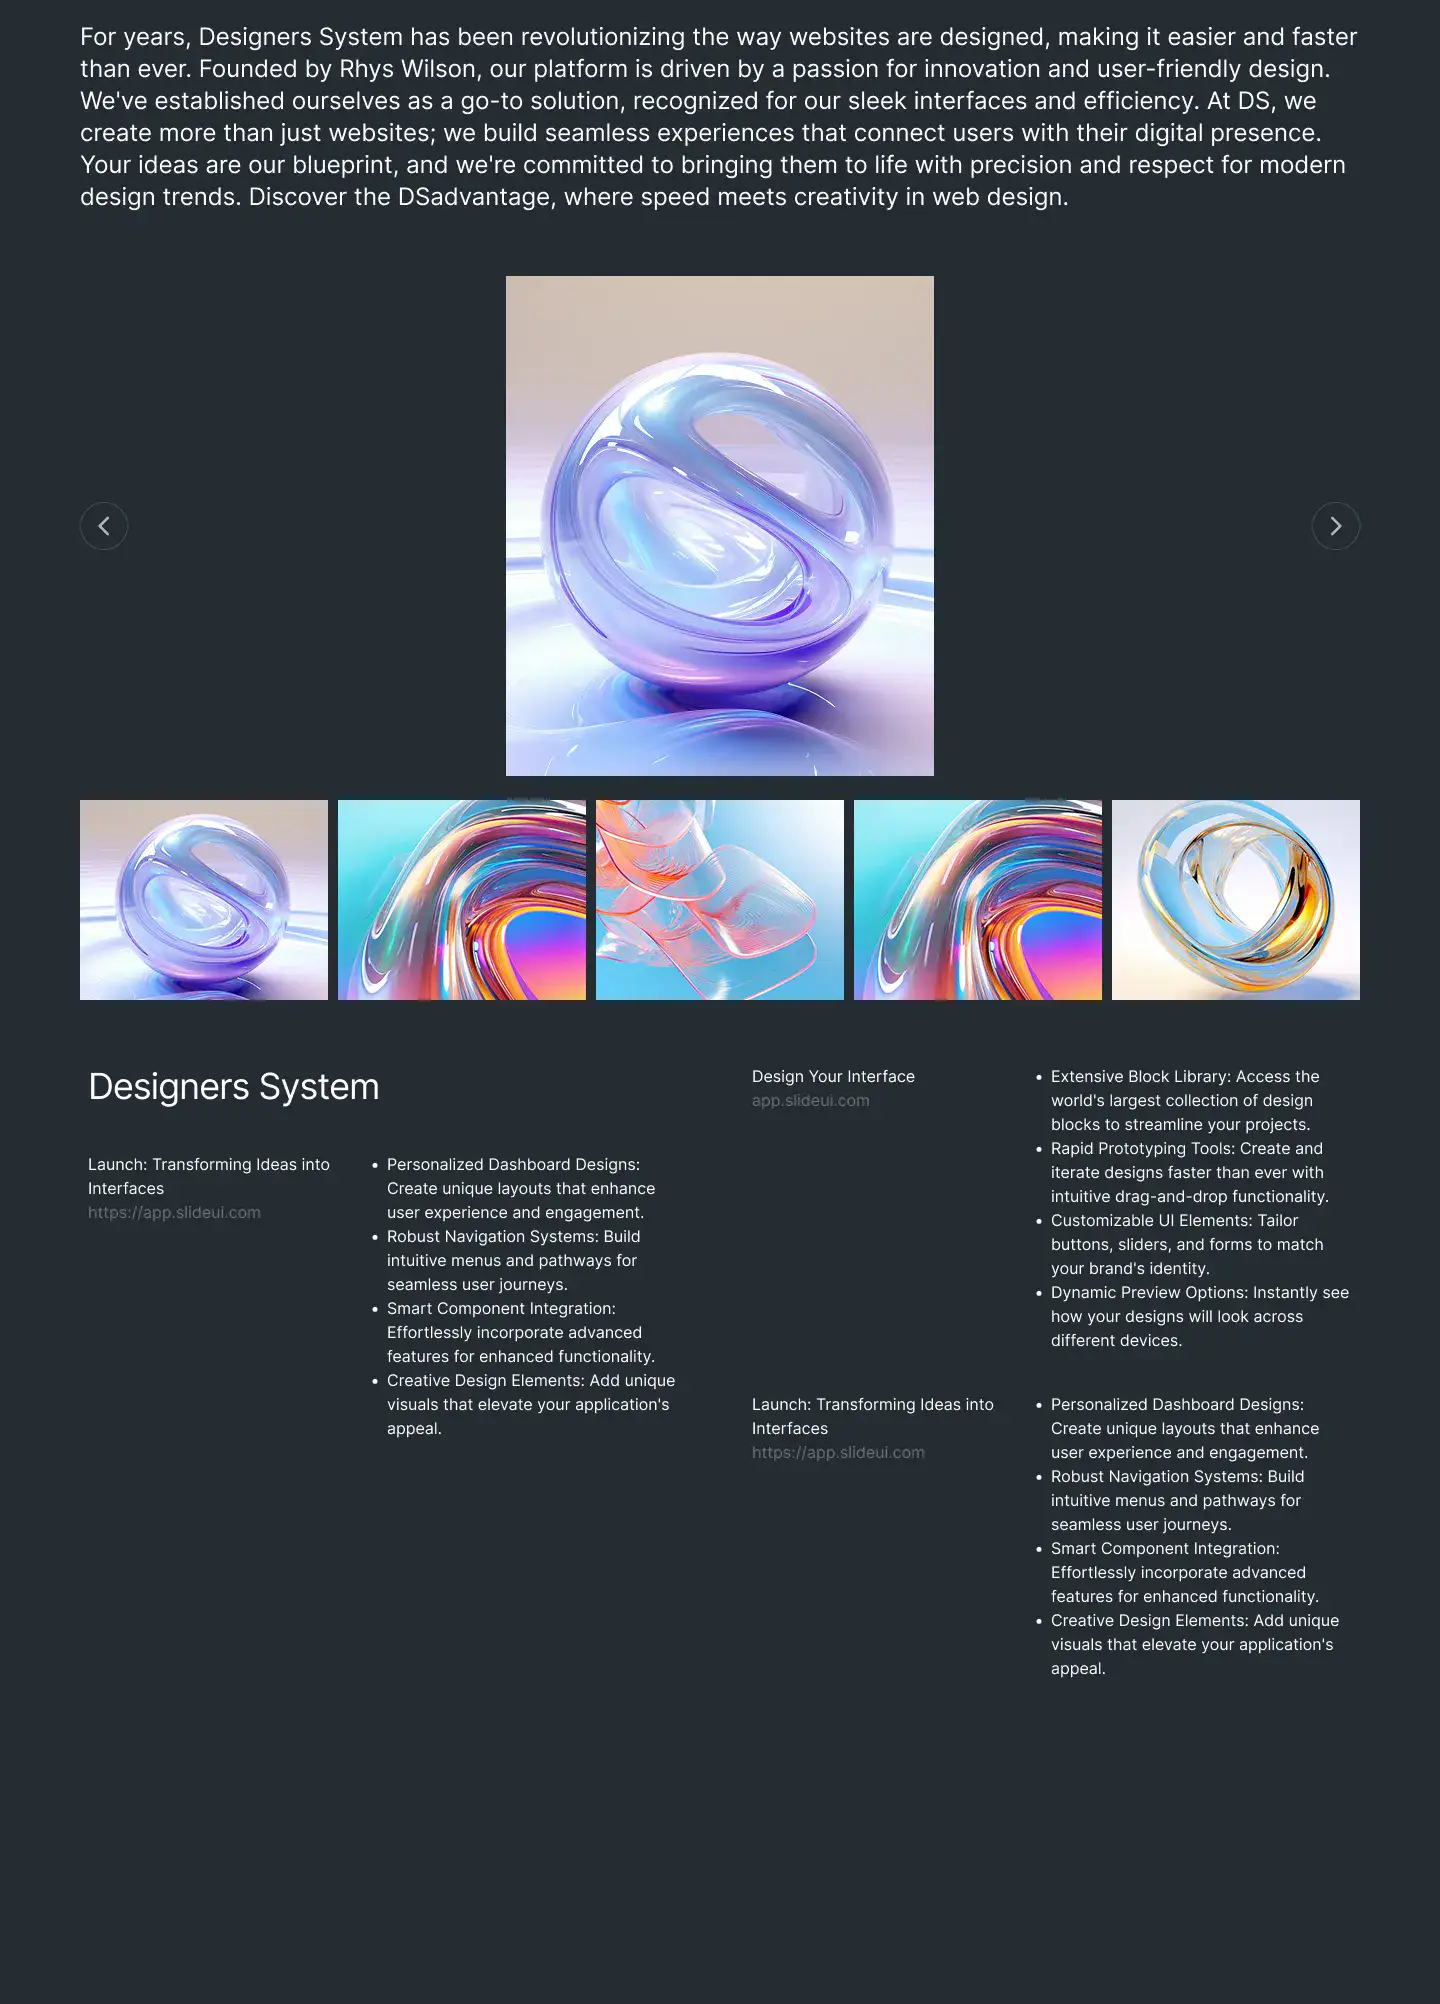 For years, Designers System has been revolutionizing the way websites are designed, making it easier and faster
than ever. Founded by Rhys Wilson, our platform is driven by a passion for innovation and user-friendly design.
We've established ourselves as a go-to solution, recognized for our sleek interfaces and efficiency. At DS, we
create more than just websites; we build seamless experiences that connect users with their digital presence.
Your ideas are our blueprint, and we're committed to bringing them to life with precision and respect for modern
design trends. Discover the DSadvantage, where speed meets creativity in web design.
Designers System
Launch: Transforming Ideas into
Interfaces
https://app.slideui.com
• Personalized Dashboard Designs:
Create unique layouts that enhance
user experience and engagement.
• Robust Navigation Systems: Build
intuitive menus and pathways for
seamless user journeys.
• Smart Component Integration:
Effortlessly incorporate advanced
features for enhanced functionality.
• Creative Design Elements: Add unique
visuals that elevate your application's
appeal.
Design Your Interface
app.slideui.com
• Extensive Block Library: Access the
world's largest collection of design
blocks to streamline your projects.
• Rapid Prototyping Tools: Create and
iterate designs faster than ever with
intuitive drag-and-drop functionality.
• Customizable UI Elements: Tailor
buttons, sliders, and forms to match
your brand's identity.
• Dynamic Preview Options: Instantly see
how your designs will look across
different devices.
Launch: Transforming Ideas into
Interfaces
https://app.slideui.com
• Personalized Dashboard Designs:
Create unique layouts that enhance
user experience and engagement.
• Robust Navigation Systems: Build
intuitive menus and pathways for
seamless user journeys.
• Smart Component Integration:
Effortlessly incorporate advanced
features for enhanced functionality.
• Creative Design Elements: Add unique
visuals that elevate your application's
appeal.